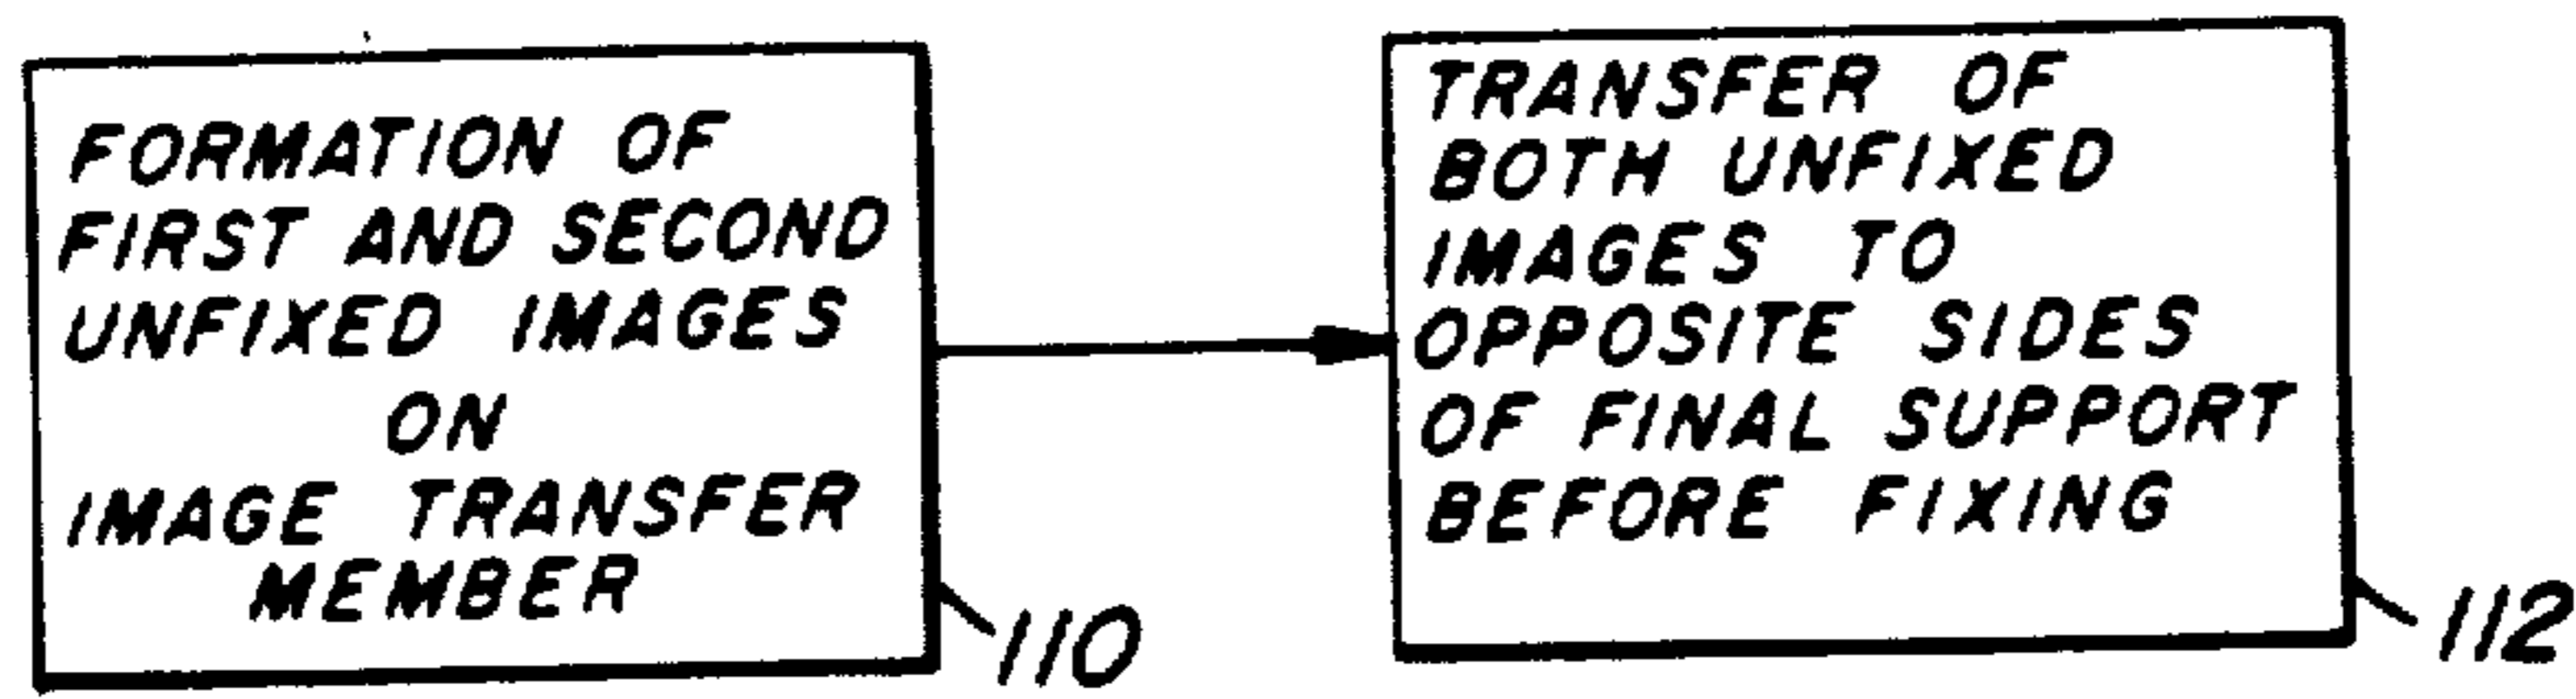 FORMATION OF
FIRST AND SECOND
UNFIXED IMAGES
ON
IMAGE TRANSFER
MEMBER
110
TRANSFER OF
BOTH UNFIXED
IMAGES TO
OPPOSITE SIDES
OF FINAL SUPPORT
BEFORE FIXING
112